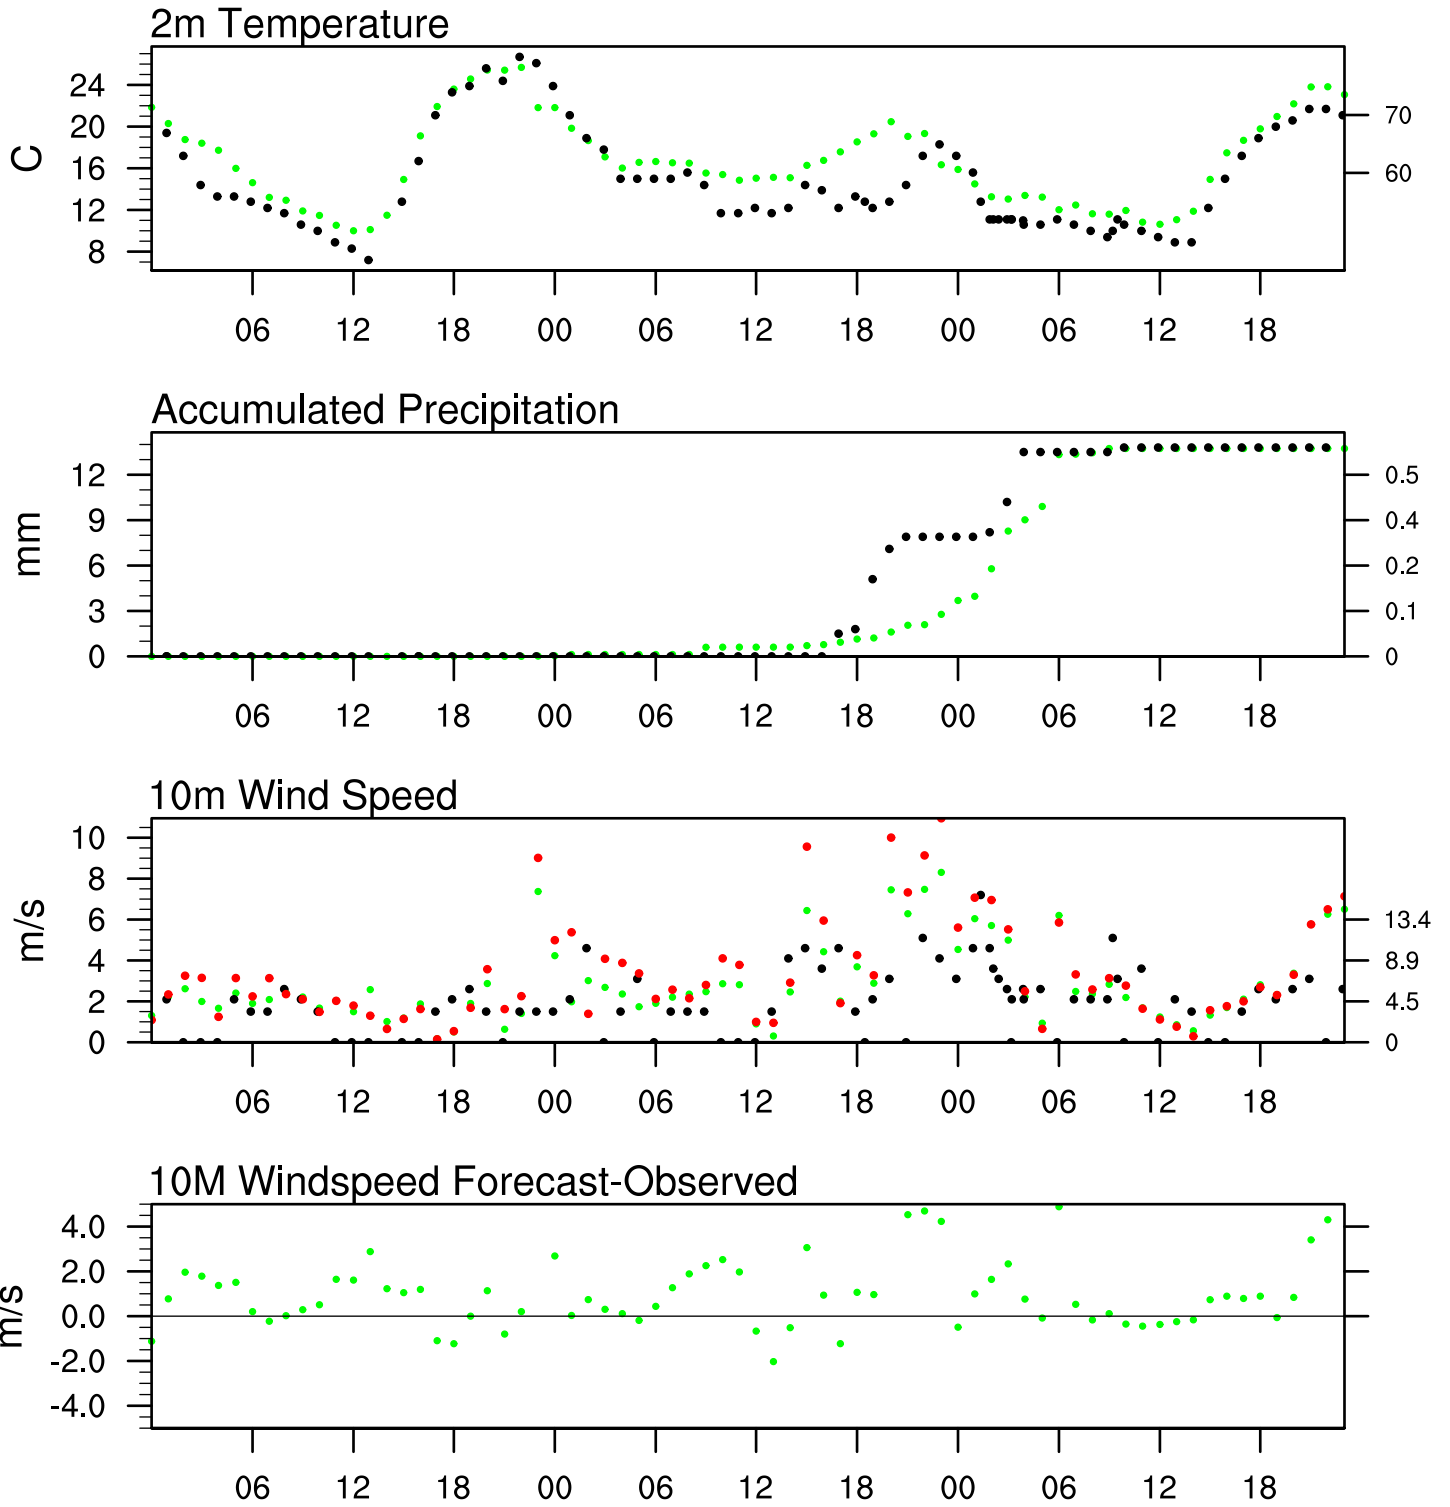 2m Temperature
C
24
20
16
12
8
70
60
06 12 18 00 06 12 18 00 06 12 18
Accumulated Precipitation
mm
12
9
6
3
0
0.5
0.4
0.2
0.1
0
06 12 18 00 06 12 18 00 06 12 18
10m Wind Speed
m/s
10
8
6
4
2
0
13.4
8.9
4.5
0
06 12 18 00 06 12 18 00 06 12 18
10M Windspeed Forecast-Observed
m/s
4.0
2.0
0.0
-2.0
-4.0
06 12 18 00 06 12 18 00 06 12 18